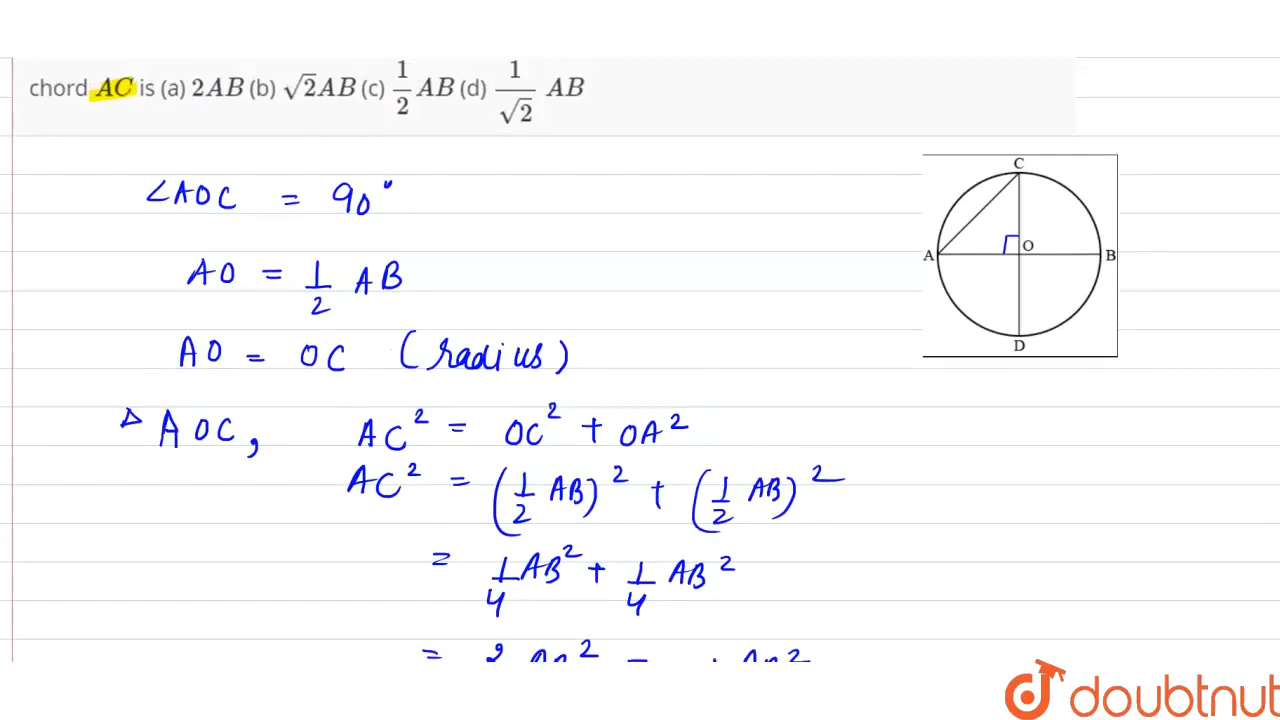 chord AC is (a) 2AB (b) √2AB (c) 1/2 AB (d) 1/√2 AB
∠AOC = 90°
AO = 1/2 AB
AO = OC (radius)
△ AOC, AC² = OC² + OA²
AC² = (1/2 AB)² + (1/2 AB)²
= 1/4 AB² + 1/4 AB²
C
O
A
B
D
doubtnut